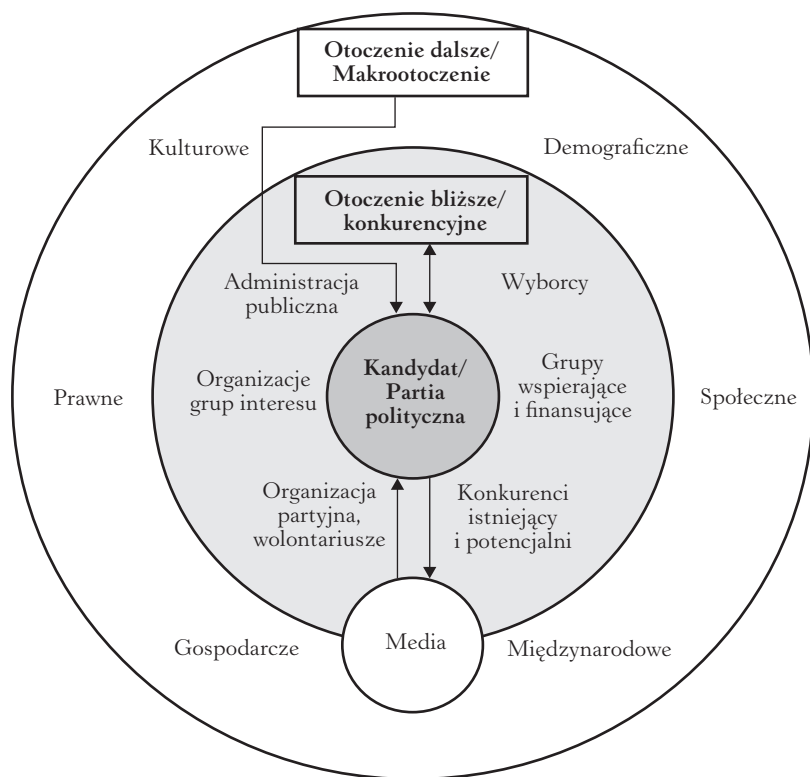 Otoczenie dalsze/
Makrootoczenie
Kulturowe
Demograficzne
Otoczenie bliższe/
konkurencyjne
Administracja
publiczna
Wyborcy
Prawne
Organizacje
grup interesu
Kandydat/
Partia
polityczna
Grupy
wspierające
i finansujące
Społeczne
Organizacja
partyjna,
wolontariusze
Konkurenci
istniejący
i potencjalni
Gospodarcze
Media
Międzynarodowe